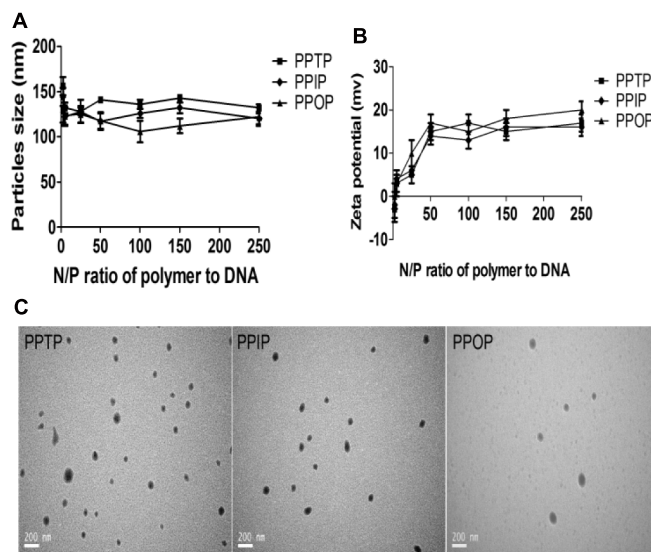 A
Particles size (nm)
200
150
100
50
0
0 50 100 150 200 250
N/P ratio of polymer to DNA
PPTP
PPIP
PPOP
B
Zeta potential (mv)
30
20
10
0
-10
50 100 150 200 250
N/P ratio of polymer to DNA
PPTP
PPIP
PPOP
C
PPTP
200 nm
PPIP
200 nm
PPOP
200 nm